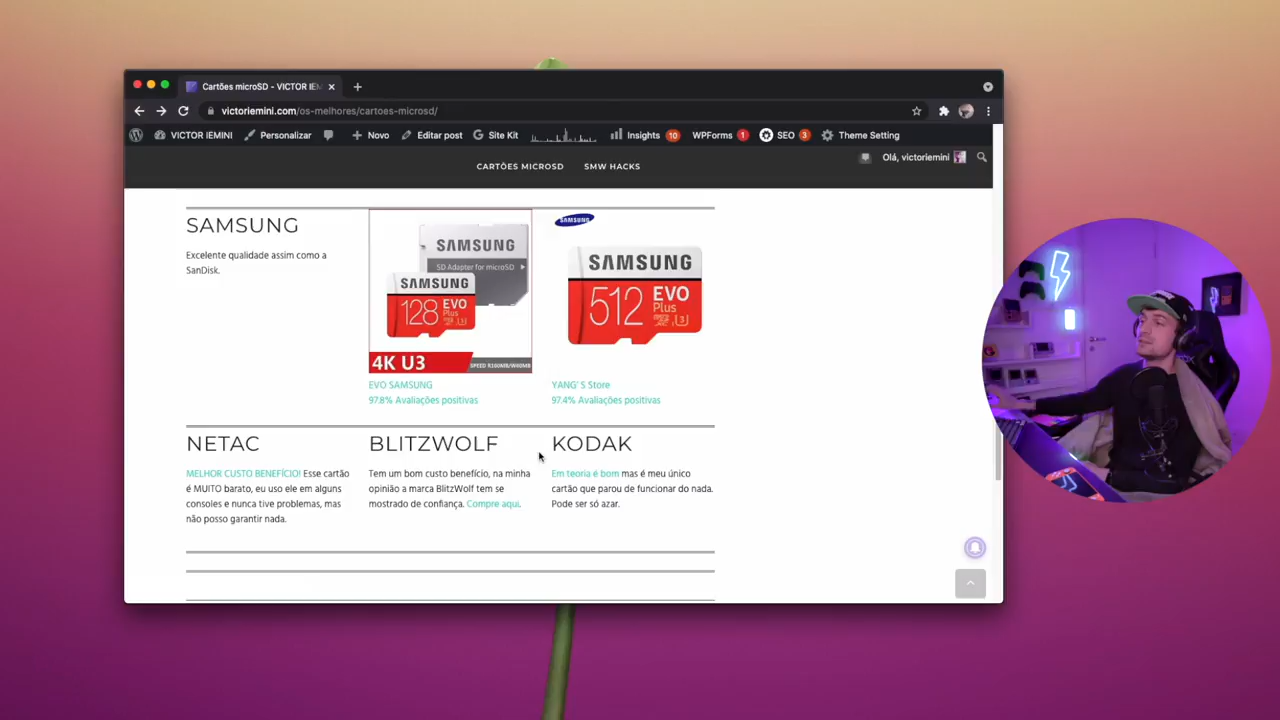 Cartões microSD - VICTOR IEM
victoriemini.com/os-melhores/cartoes-microsd/
VICTOR IEMINI Personalizar Novo Editar post Site Kit Insights 10 WPForms 1 SEO 3 Theme Setting
CARTÕES MICROSD SMW HACKS Olá, victoriemini
SAMSUNG
Excelente qualidade assim como a
SanDisk.
SAMSUNG
SD Adapter for microSD
SAMSUNG
128 EVO
Plus
4K U3
SPEED R100MB/W90MB
EVO SAMSUNG
97.8% Avaliações positivas
SAMSUNG
SAMSUNG
512 EVO
Plus
YANG' S Store
97.4% Avaliações positivas
NETAC
MELHOR CUSTO BENEFÍCIO! Esse cartão
é MUITO barato, eu uso ele em alguns
consoles e nunca tive problemas, mas
não posso garantir nada.
BLITZWOLF
Tem um bom custo benefício, na minha
opinião a marca BlitzWolf tem se
mostrado de confiança. Compre aqui.
KODAK
Em teoria é bom mas é meu único
cartão que parou de funcionar do nada.
Pode ser só azar.